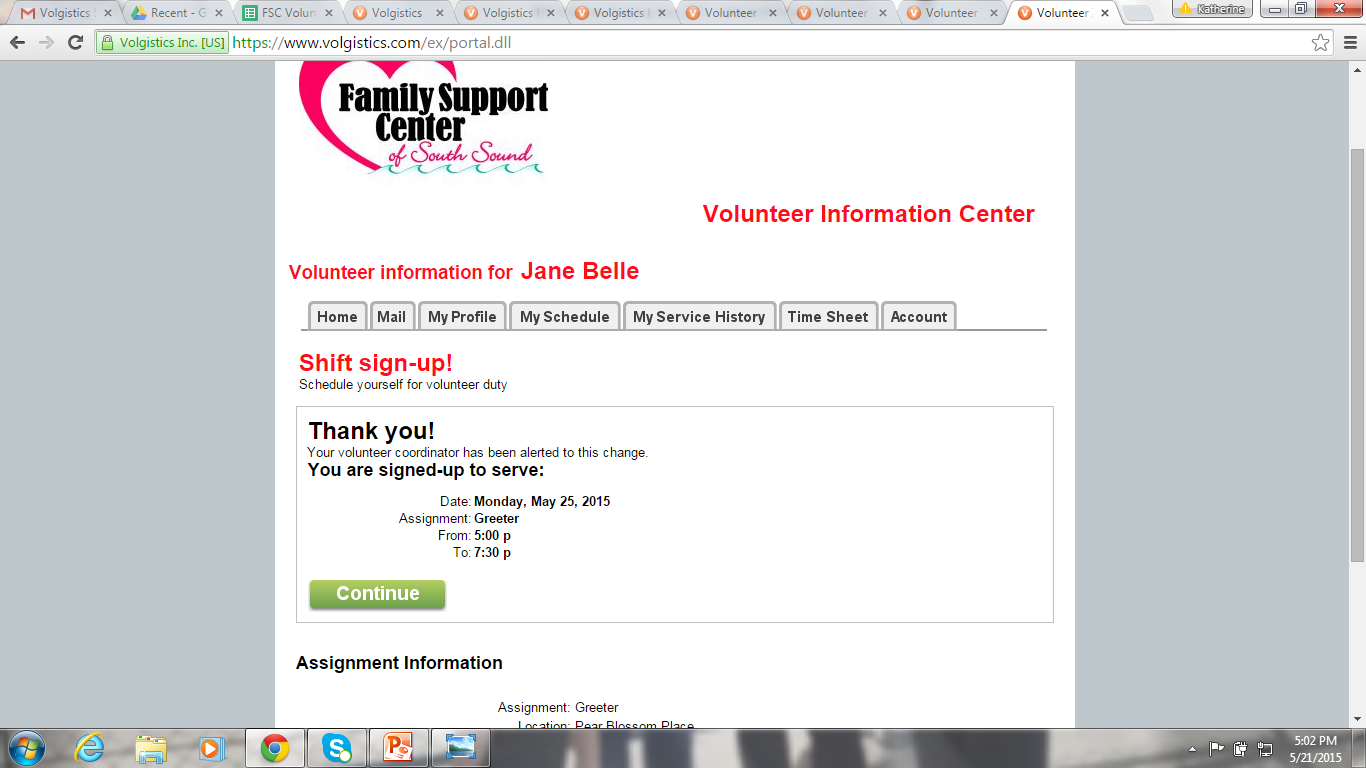 Volgistics
Recent - G
FSC Volun
Volgistics
Volgistics
Volgistics
Volunteer
Volunteer
Volunteer
Volunteer
Katherine
Volgistics Inc. [US]
https://www.volgistics.com/ex/portal.dll
Family Support
Center
of South Sound
Volunteer Information Center
Volunteer information for Jane Belle
Home Mail My Profile My Schedule My Service History Time Sheet Account
Shift sign-up!
Schedule yourself for volunteer duty
Thank you!
Your volunteer coordinator has been alerted to this change.
You are signed-up to serve:
Date: Monday, May 25, 2015
Assignment: Greeter
From: 5:00 p
To: 7:30 p
Continue
Assignment Information
Assignment: Greeter
Location: Pear Blossom Place
5:02 PM
5/21/2015